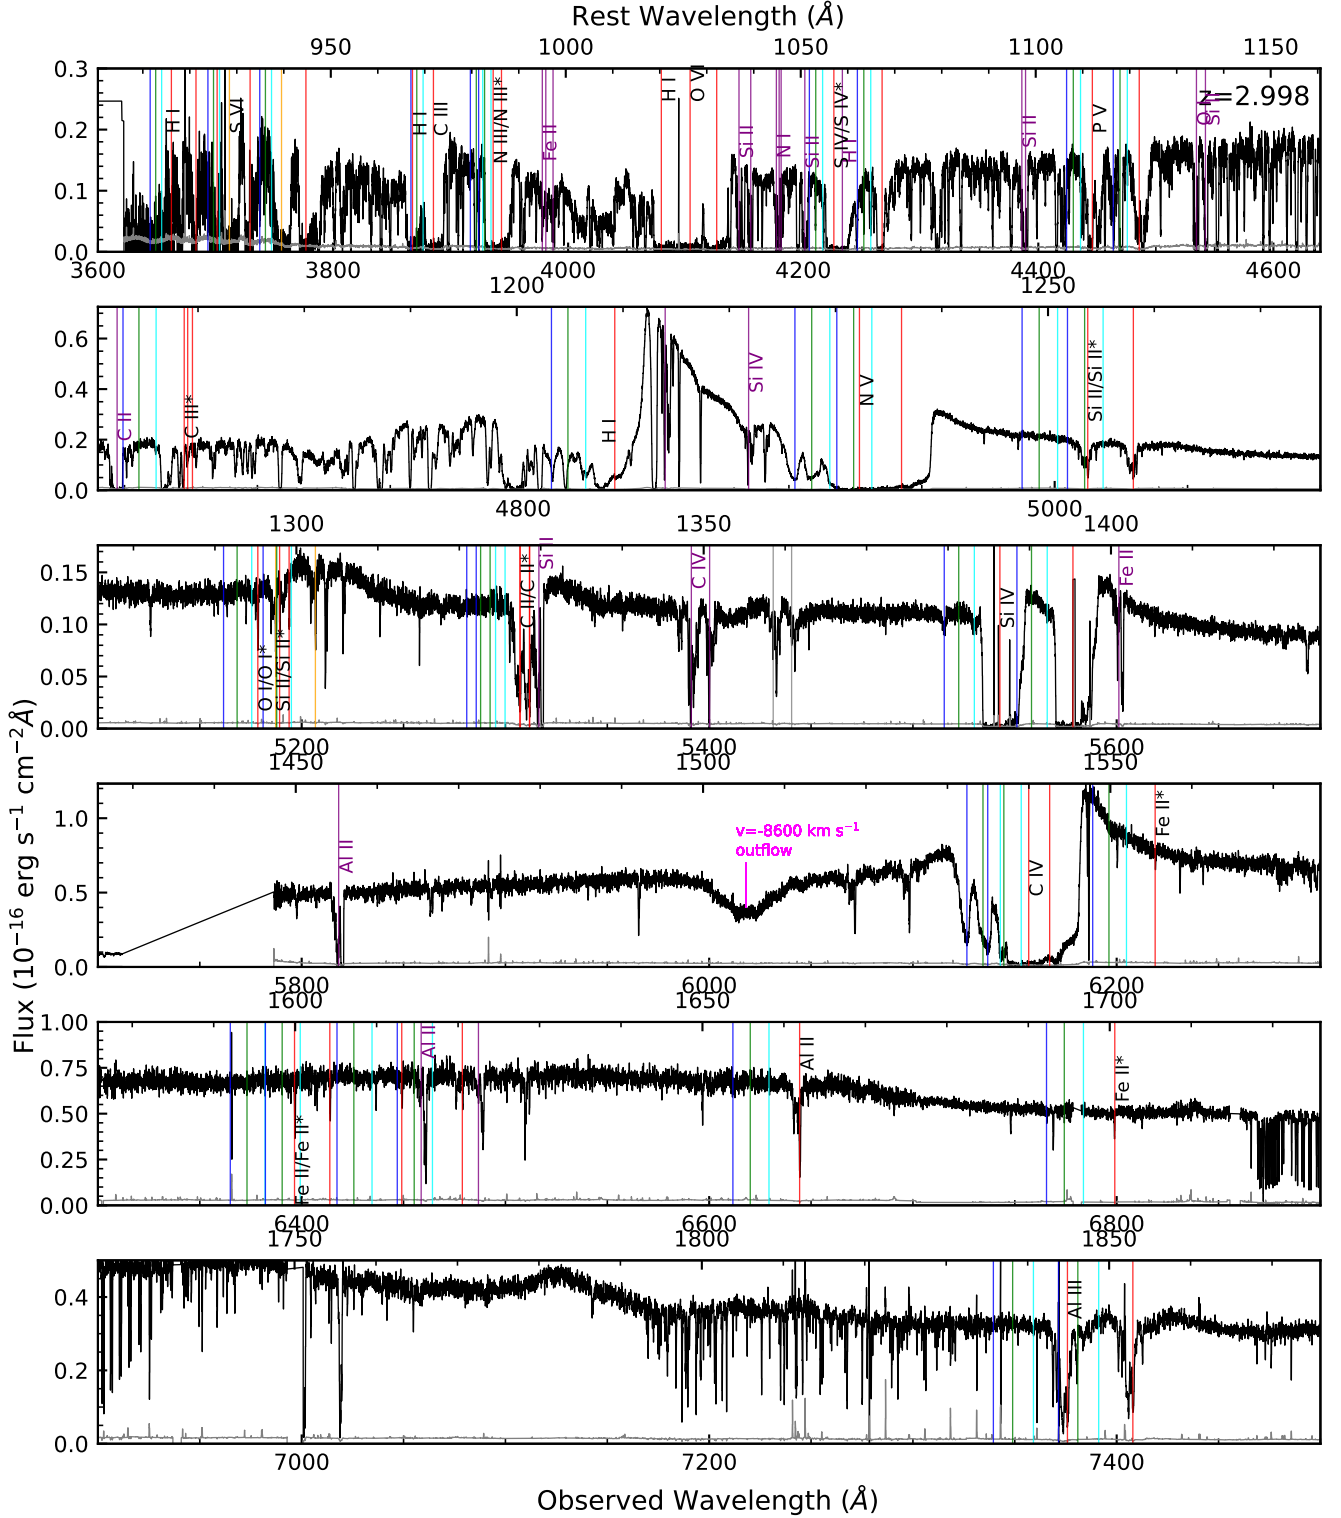 Rest Wavelength (Å)
950 1000 1050 1100 1150
0.3
0.2
0.1
0.0
H I
S VI
H I
C III
N III/N III*
Fe II
H I
O VI
Si II
N I
Si II
S IV/S IV*
H I
Si II
P V
Si II
z=2.998
3600 3800 4000 4200 4400 4600
1200 1250
0.6
0.4
0.2
0.0
C II
C III*
H I
Si IV
N V
Si II/Si II*
4800 5000
1300 1350 1400
0.15
0.10
0.05
0.00
O I/O I*
Si II/Si II*
C II/C II*
Si II
C IV
Si IV
Fe II
5200 5400 5600
1450 1500 1550
1.0
0.5
0.0
Al II
v=-8600 km s⁻¹
outflow
C IV
Fe II*
5800 6000 6200
1600 1650 1700
1.00
0.75
0.50
0.25
0.00
Fe II/Fe II*
Al III
Al II
Fe II*
6400 6600 6800
1750 1800 1850
0.4
0.2
0.0
Al III
7000 7200 7400
Observed Wavelength (Å)
Flux (10⁻¹⁶ erg s⁻¹ cm⁻²Å)